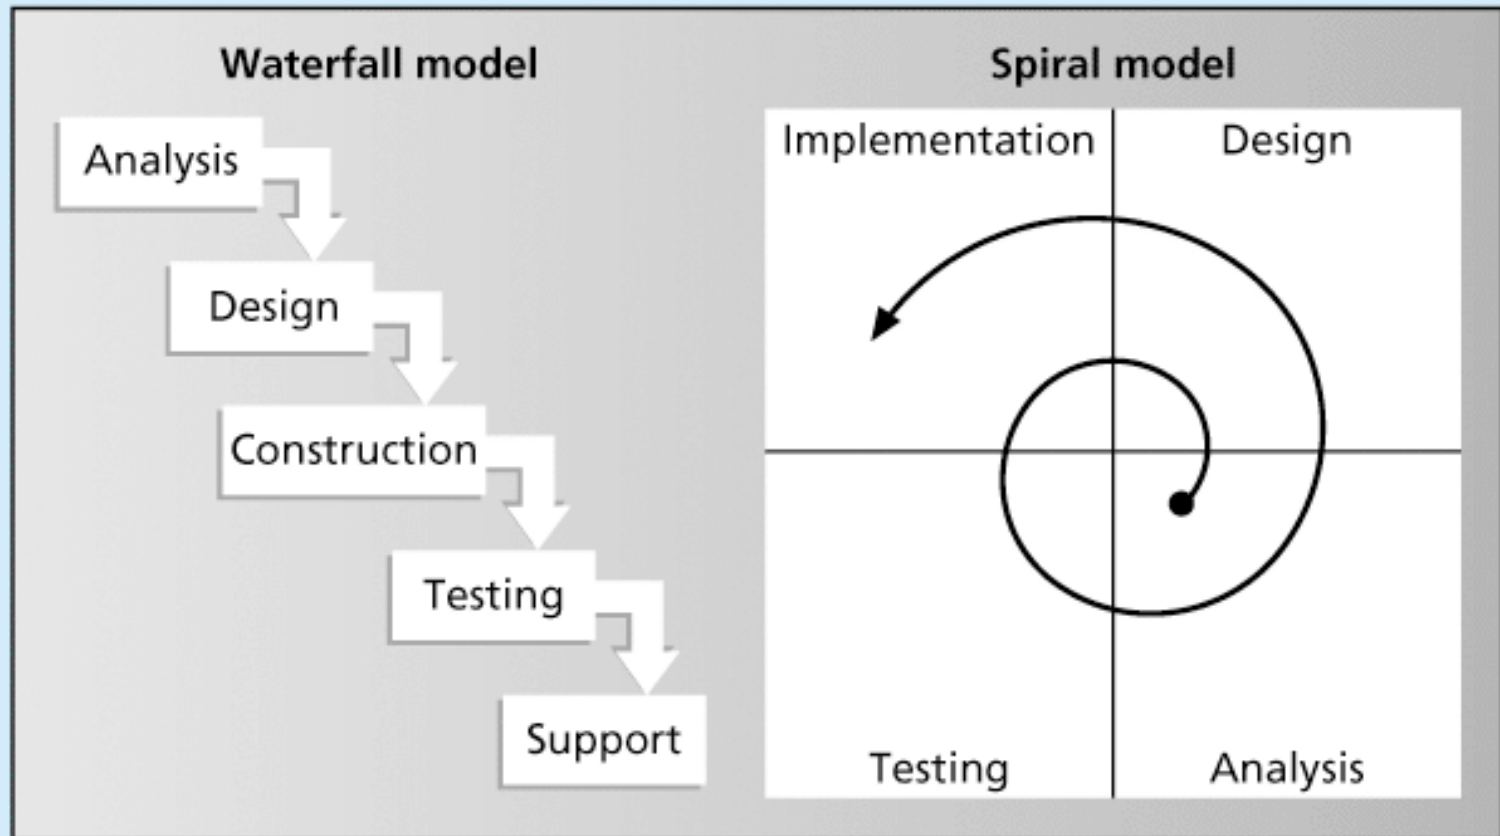 Waterfall model
Analysis
Design
Construction
Testing
Support
Spiral model
Implementation
Design
Testing
Analysis